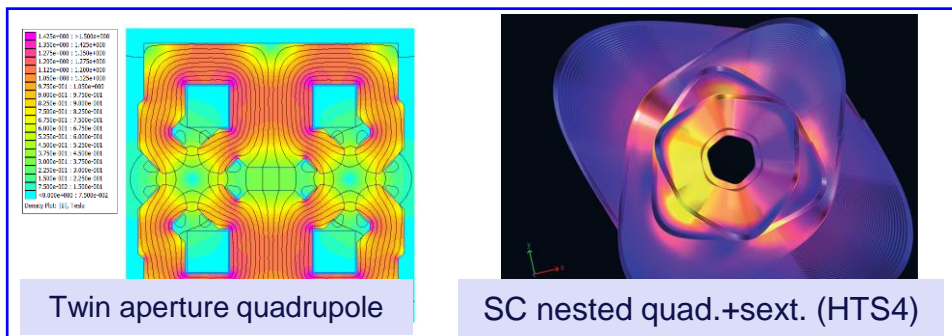 1.425e+000 : >1.500e+000
1.350e+000 : 1.425e+000
1.275e+000 : 1.350e+000
1.200e+000 : 1.275e+000
1.125e+000 : 1.200e+000
1.050e+000 : 1.125e+000
9.750e-001 : 1.050e+000
9.000e-001 : 9.750e-001
8.250e-001 : 9.000e-001
7.500e-001 : 8.250e-001
6.750e-001 : 7.500e-001
6.000e-001 : 6.750e-001
5.250e-001 : 6.000e-001
4.500e-001 : 5.250e-001
3.750e-001 : 4.500e-001
3.000e-001 : 3.750e-001
2.250e-001 : 3.000e-001
1.500e-001 : 2.250e-001
7.500e-002 : 1.500e-001
<0.000e+000 : 7.500e-002
Density Plot: |B|, Tesla
Twin aperture quadrupole
y
x
SC nested quad.+sext. (HTS4)